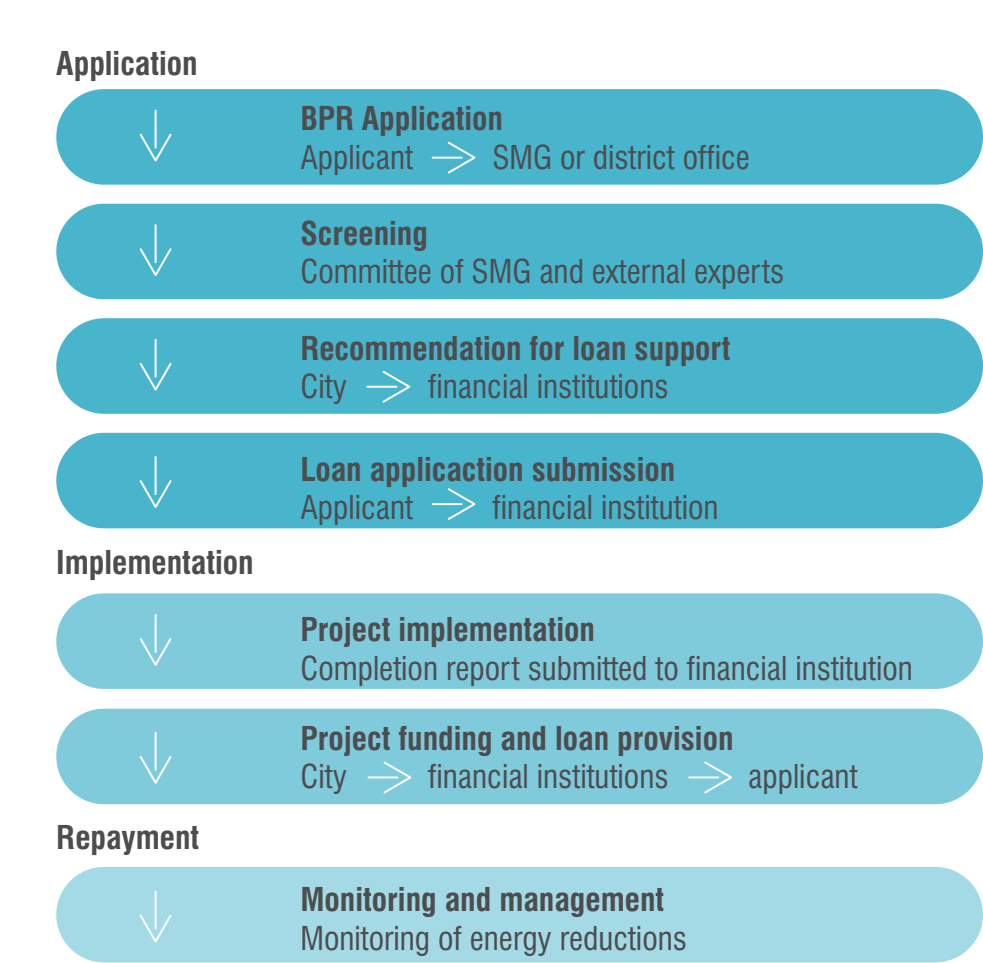 Application
BPR Application
Applicant → SMG or district office
Screening
Committee of SMG and external experts
Recommendation for loan support
City → financial institutions
Loan applicaction submission
Applicant → financial institution
Implementation
Project implementation
Completion report submitted to financial institution
Project funding and loan provision
City → financial institutions → applicant
Repayment
Monitoring and management
Monitoring of energy reductions